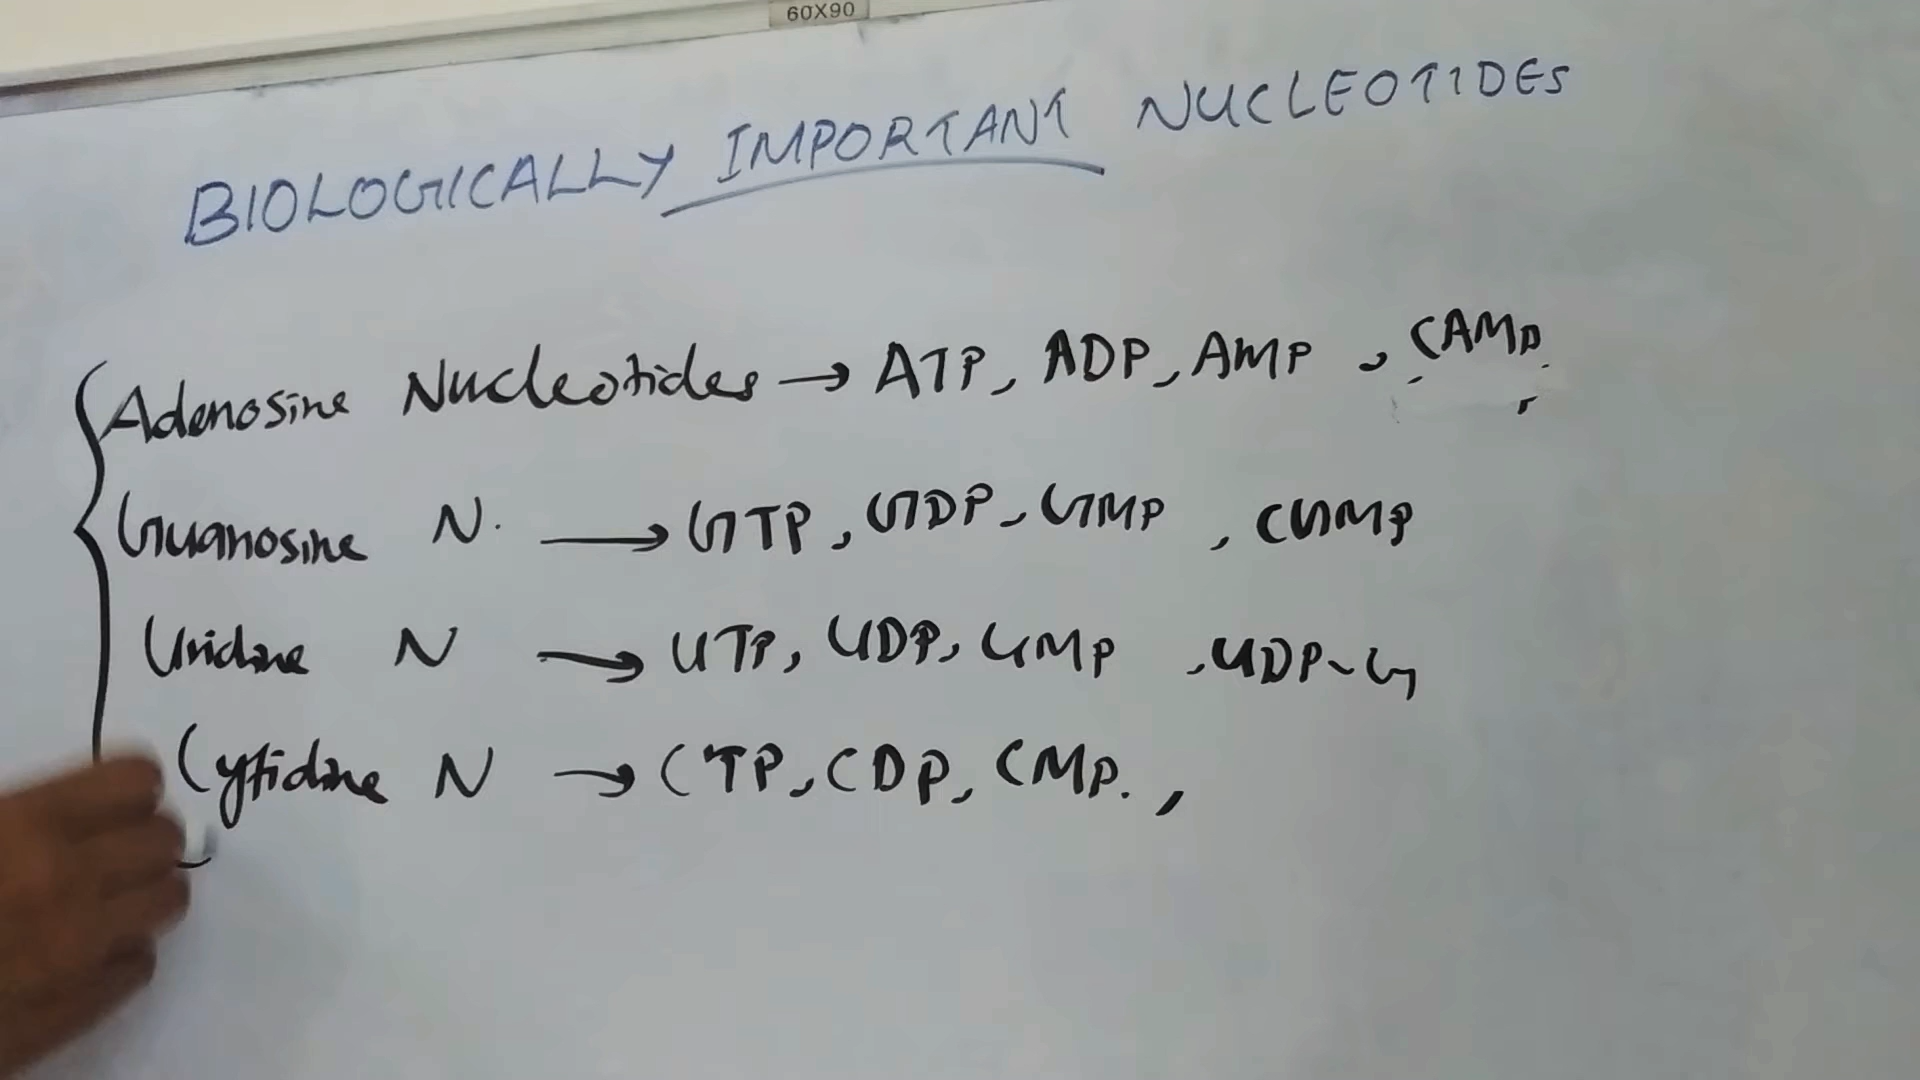 60X90
BIOLOGICALLY IMPORTANT NUCLEOTIDES
Adenosine Nucleotides → ATP, ADP, AMP, CAMP
Guanosine N. → GTP, GDP, GMP, CGMP
Uridine N → UTP, UDP, UMP, UDP-G
Cytidine N → CTP, CDP, CMP.,